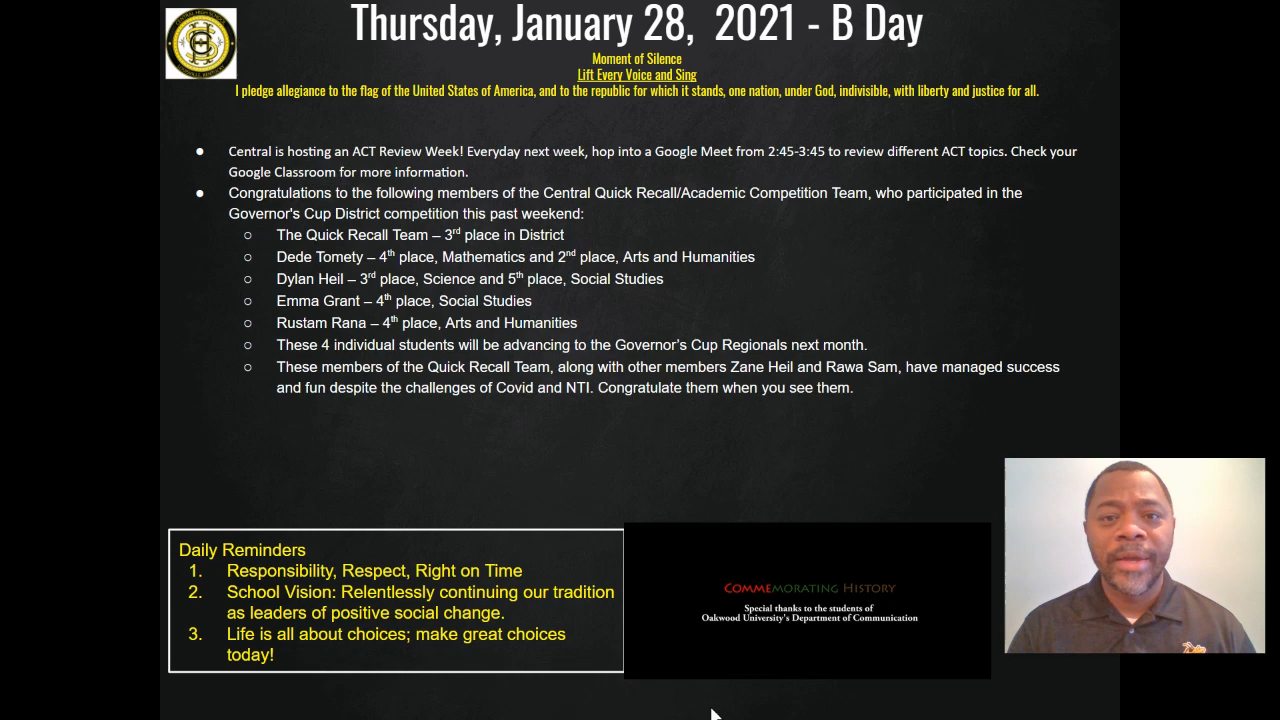 Thursday, January 28, 2021 - B Day
Moment of Silence
Lift Every Voice and Sing
I pledge allegiance to the flag of the United States of America, and to the republic for which it stands, one nation, under God, indivisible, with liberty and justice for all.
● Central is hosting an ACT Review Week! Everyday next week, hop into a Google Meet from 2:45-3:45 to review different ACT topics. Check your
Google Classroom for more information.
● Congratulations to the following members of the Central Quick Recall/Academic Competition Team, who participated in the
Governor's Cup District competition this past weekend:
○ The Quick Recall Team – 3rd place in District
○ Dede Tomety – 4th place, Mathematics and 2nd place, Arts and Humanities
○ Dylan Heil – 3rd place, Science and 5th place, Social Studies
○ Emma Grant – 4th place, Social Studies
○ Rustam Rana – 4th place, Arts and Humanities
○ These 4 individual students will be advancing to the Governor's Cup Regionals next month.
○ These members of the Quick Recall Team, along with other members Zane Heil and Rawa Sam, have managed success
and fun despite the challenges of Covid and NTI. Congratulate them when you see them.
Daily Reminders
1. Responsibility, Respect, Right on Time
2. School Vision: Relentlessly continuing our tradition
as leaders of positive social change.
3. Life is all about choices; make great choices
today!
Commemorating History
Special thanks to the students of
Oakwood University's Department of Communication